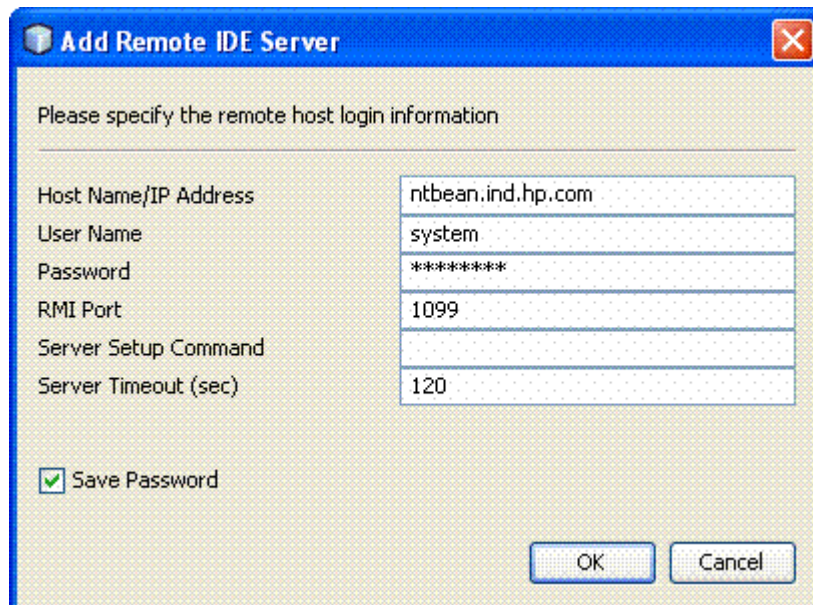 Add Remote IDE Server
Please specify the remote host login information
Host Name/IP Address ntbean.ind.hp.com
User Name system
Password ********
RMI Port 1099
Server Setup Command
Server Timeout (sec) 120
Save Password
OK Cancel